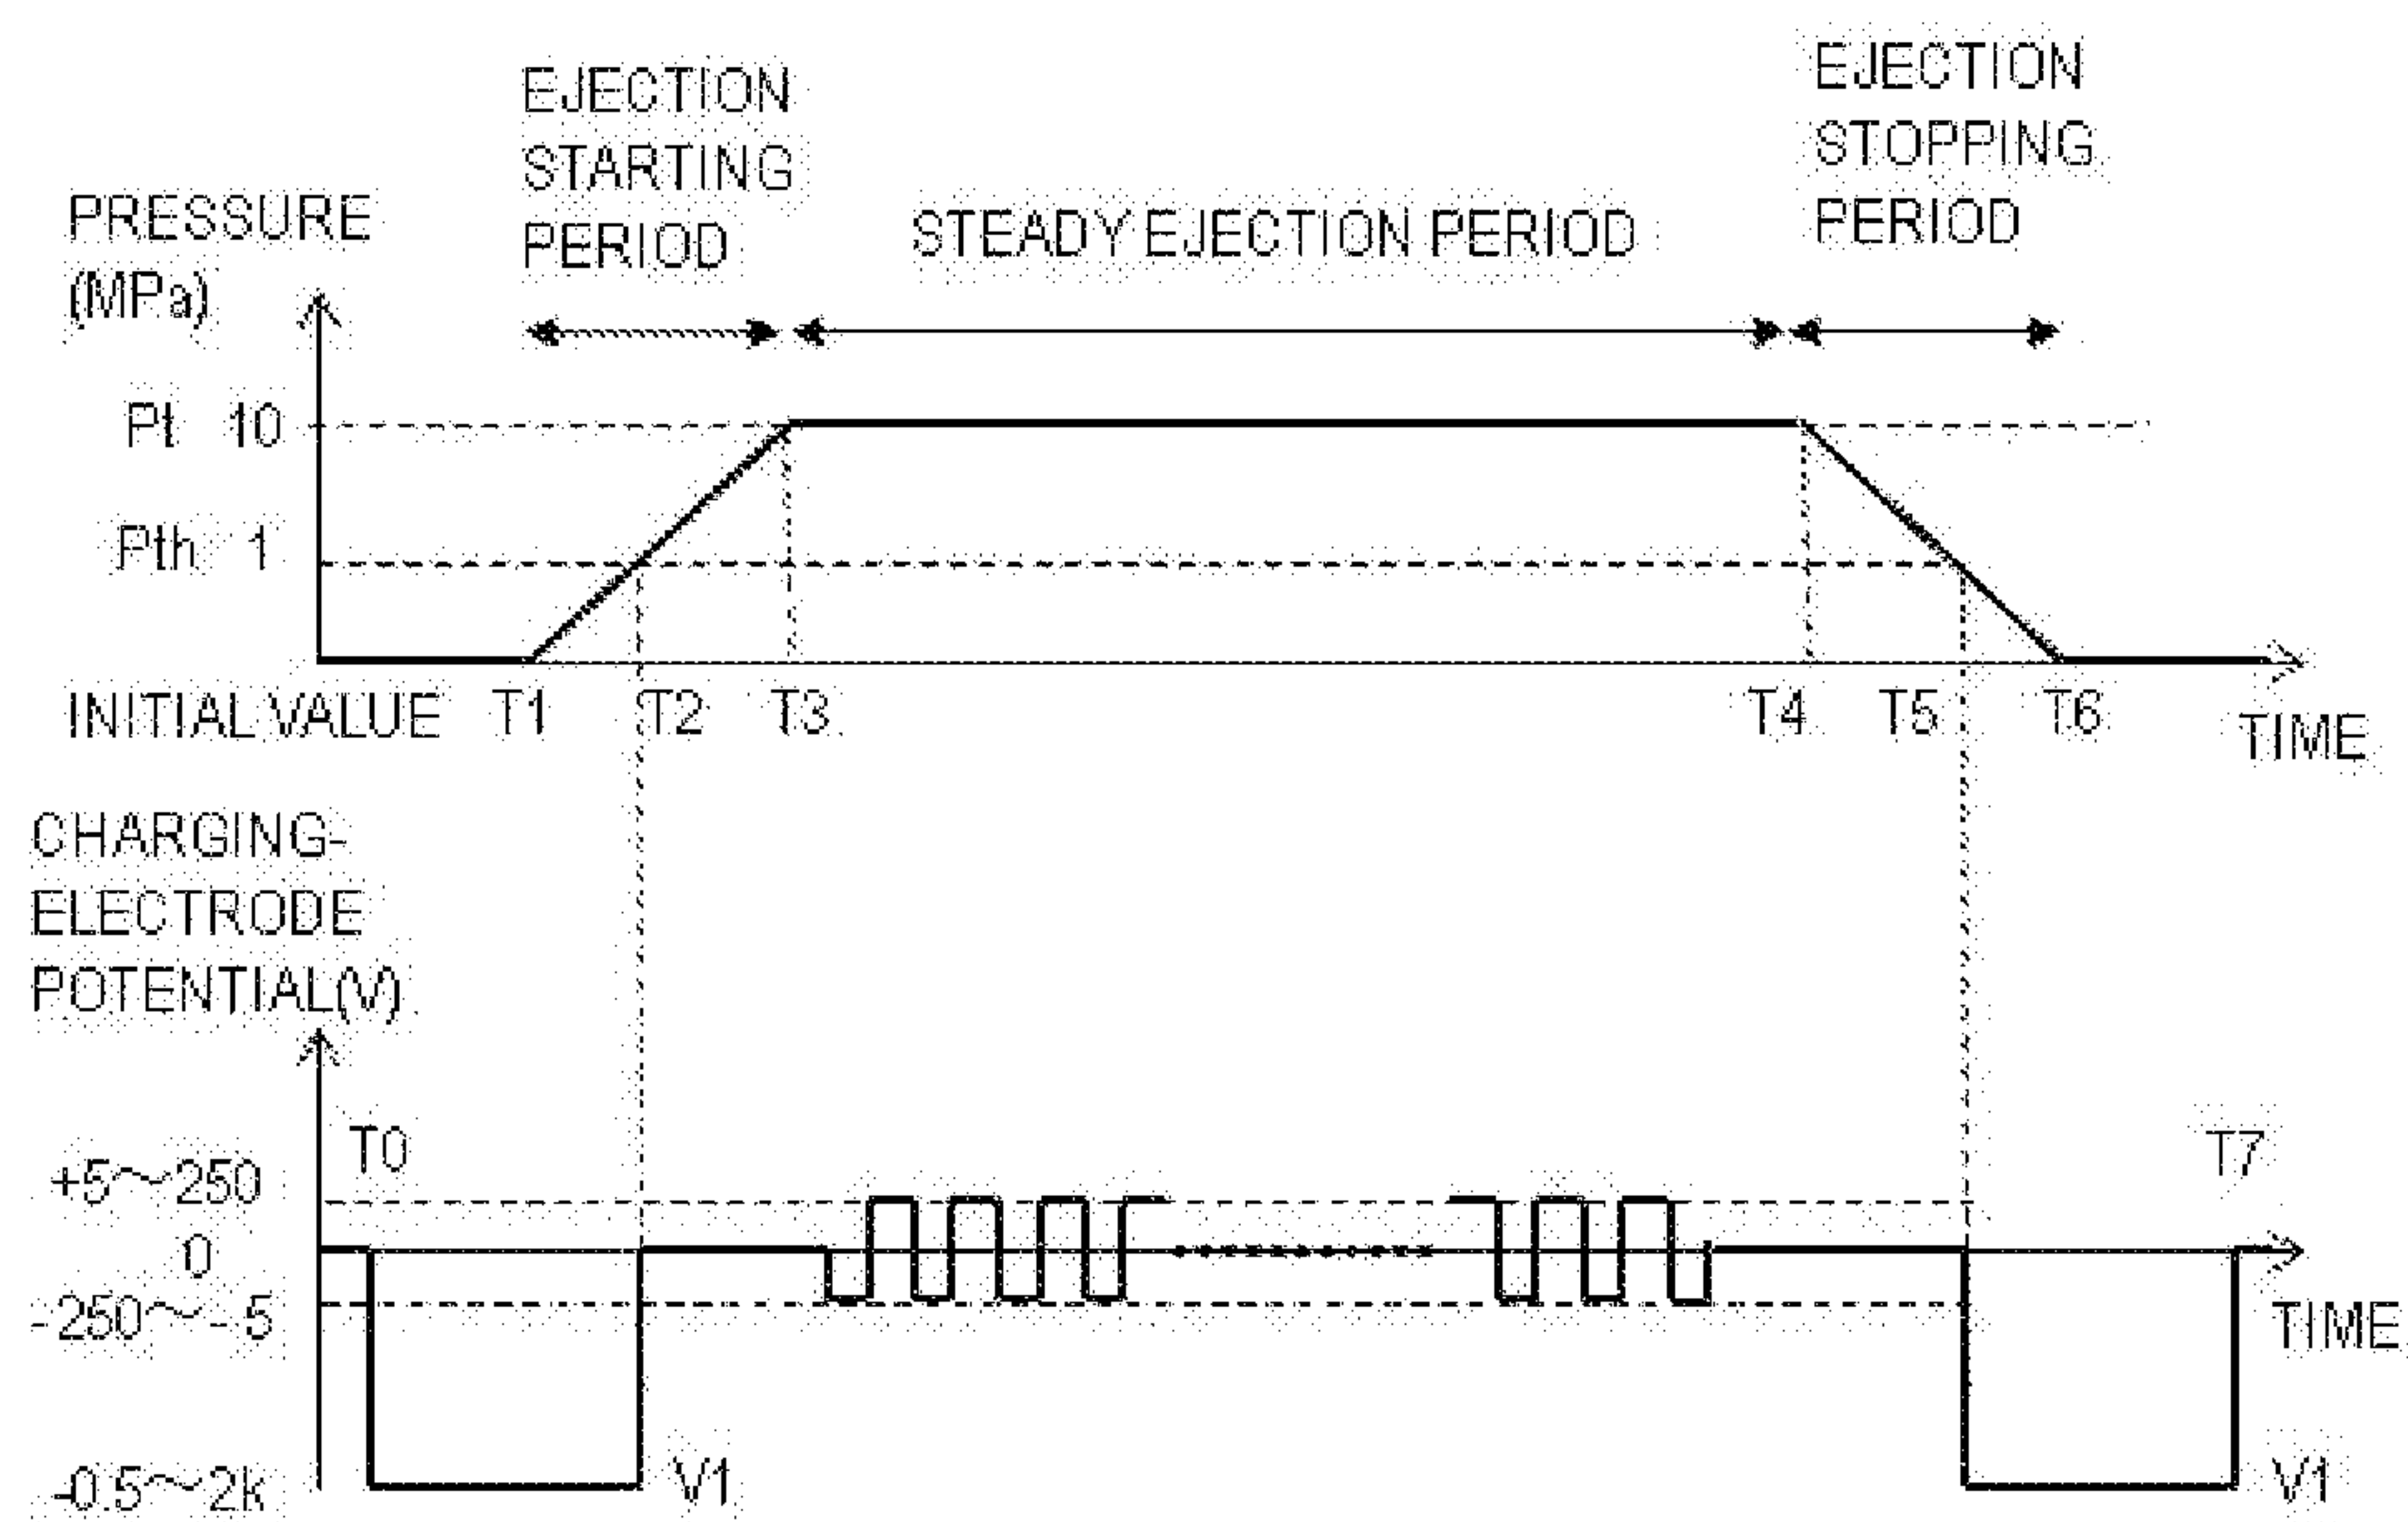 EJECTION
STARTING
PERIOD
STEADY EJECTION PERIOD
EJECTION
STOPPING
PERIOD
PRESSURE
(MPa)
Pt 10
Pth 1
INITIAL VALUE T1 T2 T3 T4 T5 T6 TIME
CHARGING-
ELECTRODE
POTENTIAL(V)
T0 T7
+5～250
0
-250～-5
TIME
-0.5～2k V1 V1